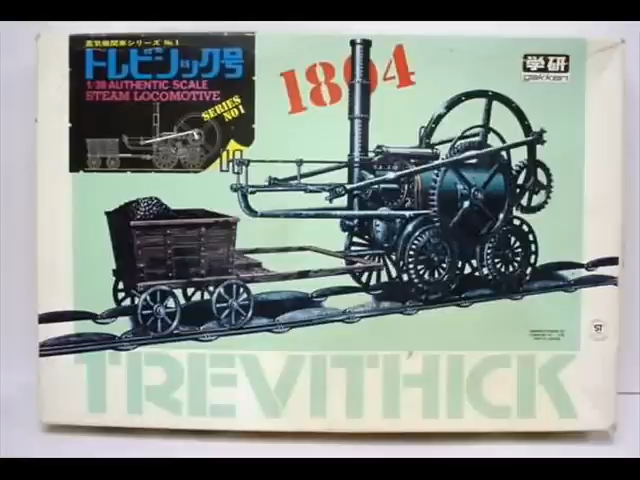 蒸気機関車シリーズ No.1
トレビシック号
1/38 AUTHENTIC SCALE
STEAM LOCOMOTIVE
SERIES
NO1
1804
学研
gakken
ST
TREVITHICK